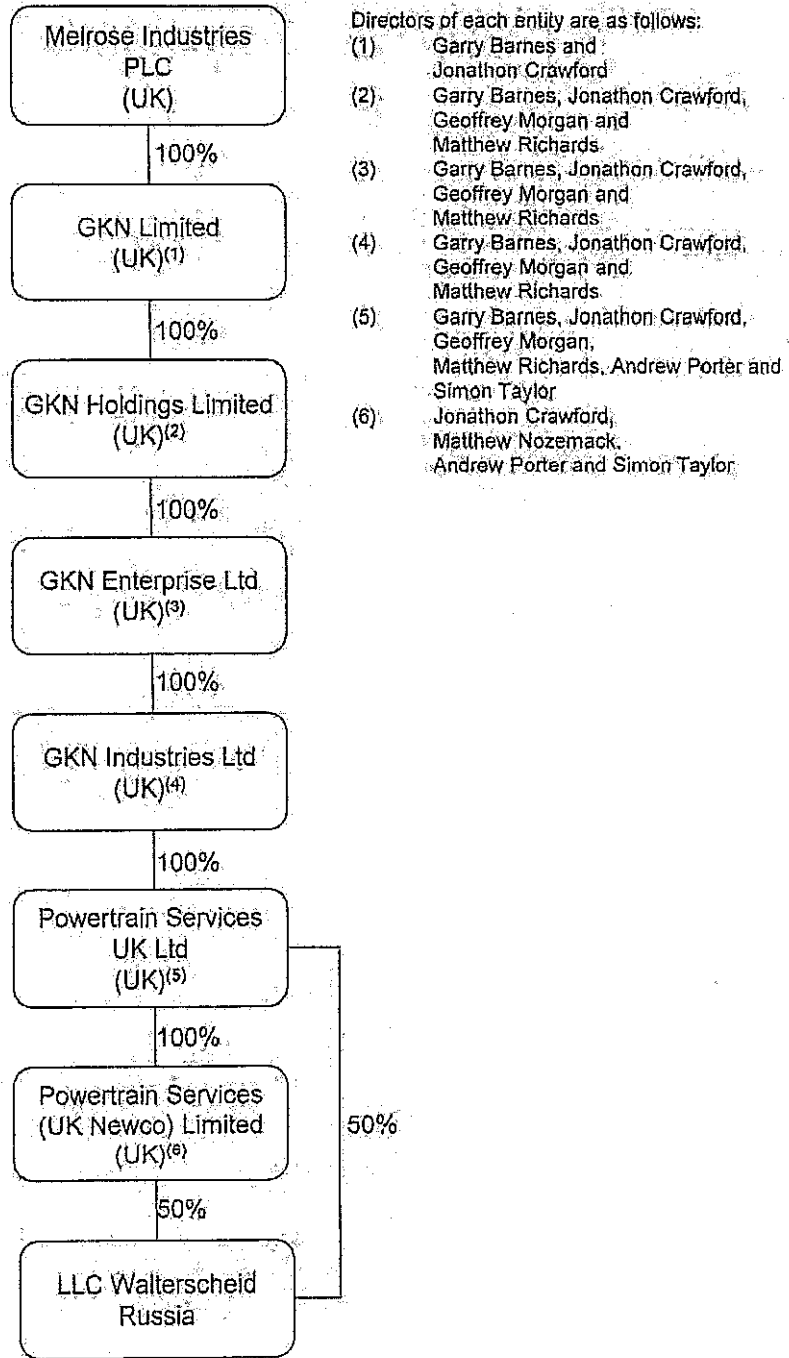 Melrose Industries
PLC
(UK)
100%
GKN Limited
(UK)(1)
100%
GKN Holdings Limited
(UK)(2)
100%
GKN Enterprise Ltd
(UK)(3)
100%
GKN Industries Ltd
(UK)(4)
100%
Powertrain Services
UK Ltd
(UK)(5)
100%
Powertrain Services
(UK Newco) Limited
(UK)(6)
50%
50%
LLC Walterscheid
Russia
Directors of each entity are as follows:
(1) Garry Barnes and
Jonathon Crawford
(2) Garry Barnes, Jonathon Crawford,
Geoffrey Morgan and
Matthew Richards
(3) Garry Barnes, Jonathon Crawford,
Geoffrey Morgan and
Matthew Richards
(4) Garry Barnes, Jonathon Crawford,
Geoffrey Morgan and
Matthew Richards
(5) Garry Barnes, Jonathon Crawford,
Geoffrey Morgan,
Matthew Richards, Andrew Porter and
Simon Taylor
(6) Jonathon Crawford,
Matthew Nozemack,
Andrew Porter and Simon Taylor